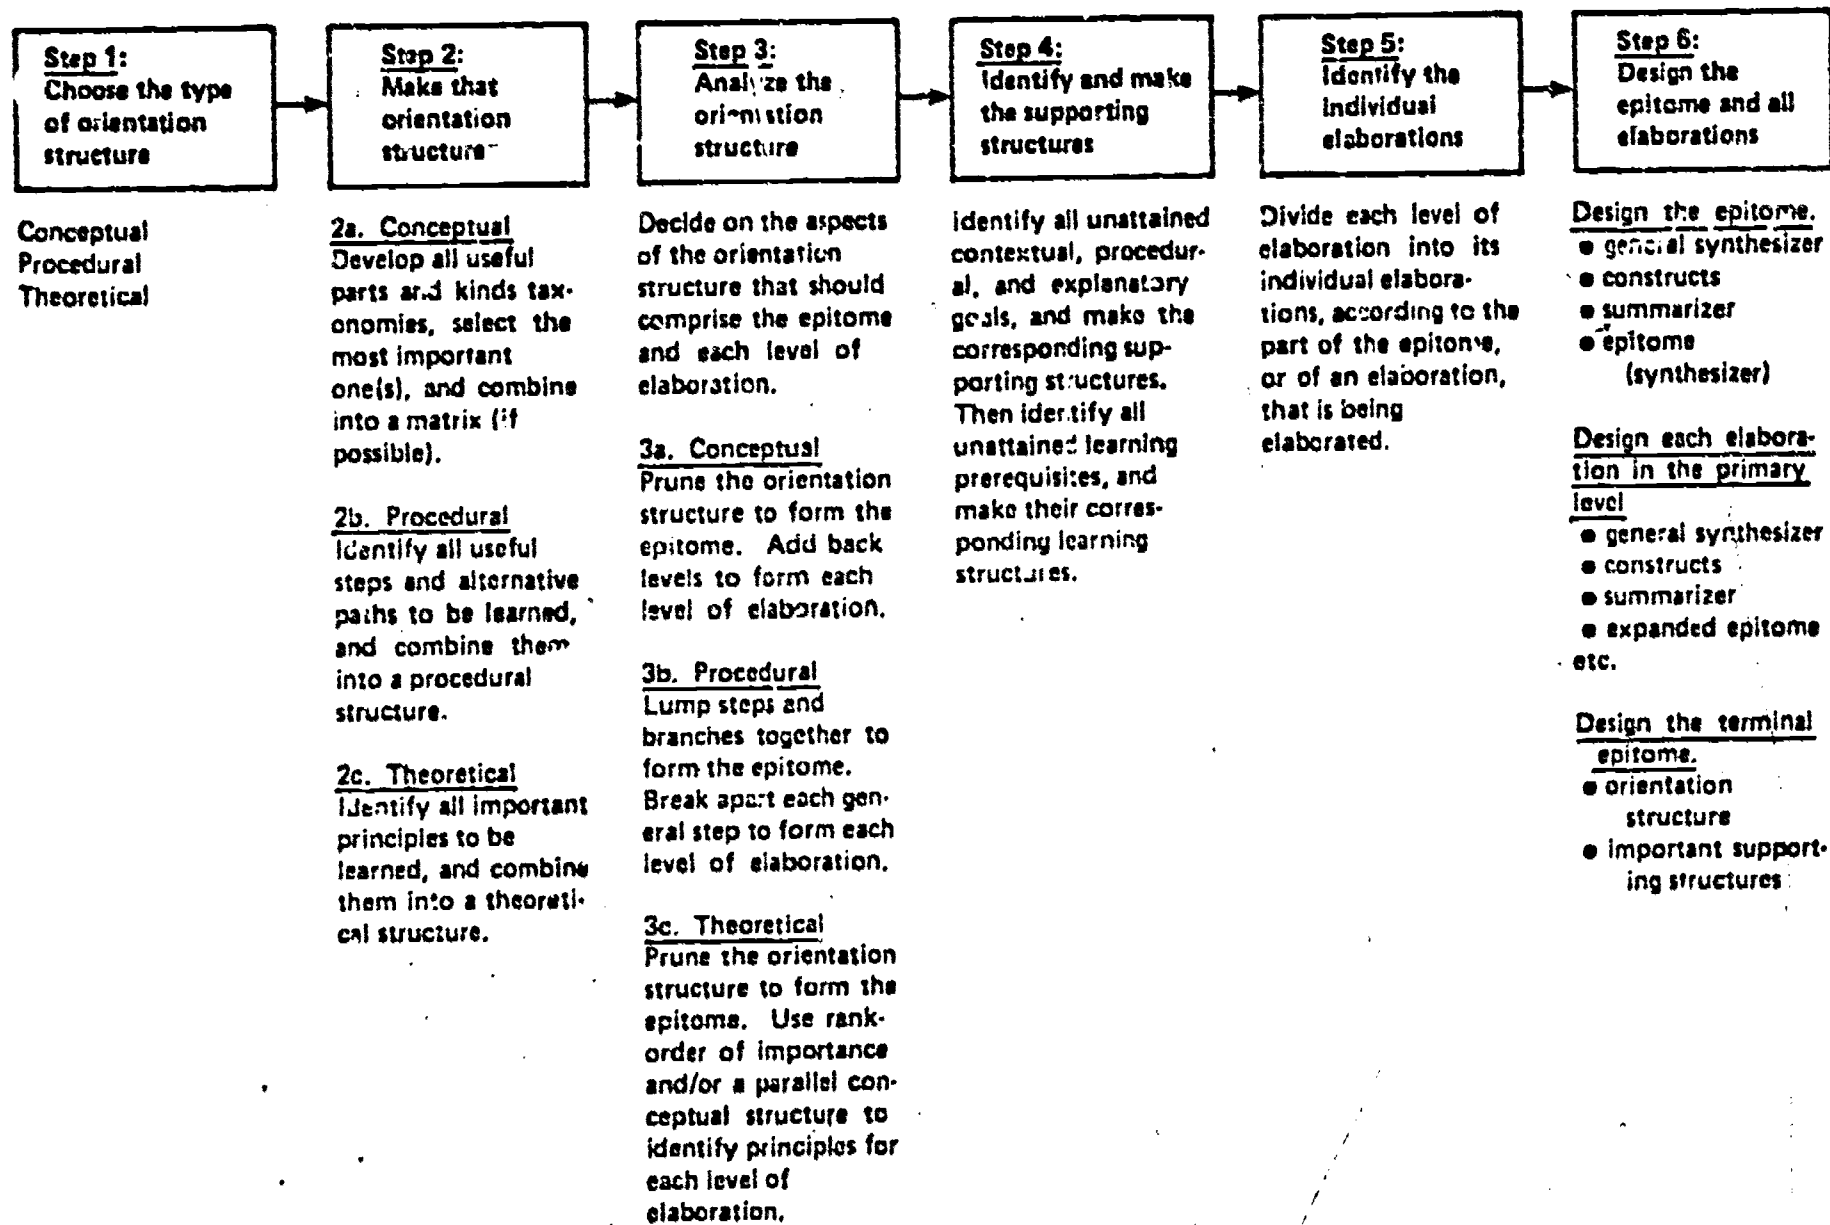 Step 1:
Choose the type
of orientation
structure
Step 2:
Make that
orientation
structure
Step 3:
Analyze the
orientation
structure
Step 4:
Identify and make
the supporting
structures
Step 5:
Identify the
individual
elaborations
Step 6:
Design the
epitome and all
elaborations
Conceptual
Procedural
Theoretical
2a. Conceptual
Develop all useful
parts and kinds tax-
onomies, select the
most important
one(s), and combine
into a matrix (if
possible).
2b. Procedural
Identify all useful
steps and alternative
paths to be learned,
and combine them
into a procedural
structure.
2c. Theoretical
Identify all important
principles to be
learned, and combine
them into a theoreti-
cal structure.
Decide on the aspects
of the orientation
structure that should
comprise the epitome
and each level of
elaboration.
3a. Conceptual
Prune the orientation
structure to form the
epitome. Add back
levels to form each
level of elaboration.
3b. Procedural
Lump steps and
branches together to
form the epitome.
Break apart each gen-
eral step to form each
level of elaboration.
3c. Theoretical
Prune the orientation
structure to form the
epitome. Use rank-
order of importance
and/or a parallel con-
ceptual structure to
identify principles for
each level of
elaboration.
Identify all unattained
contextual, procedur-
al, and explanatory
goals, and make the
corresponding sup-
porting structures.
Then identify all
unattained learning
prerequisites, and
make their corres-
ponding learning
structures.
Divide each level of
elaboration into its
individual elabora-
tions, according to the
part of the epitome,
or of an elaboration,
that is being
elaborated.
Design the epitome.
• general synthesizer
• constructs
• summarizer
• epitome
(synthesizer)
Design each elabora-
tion in the primary
level
• general synthesizer
• constructs
• summarizer
• expanded epitome
etc.
Design the terminal
epitome.
• orientation
structure
• important support-
ing structures